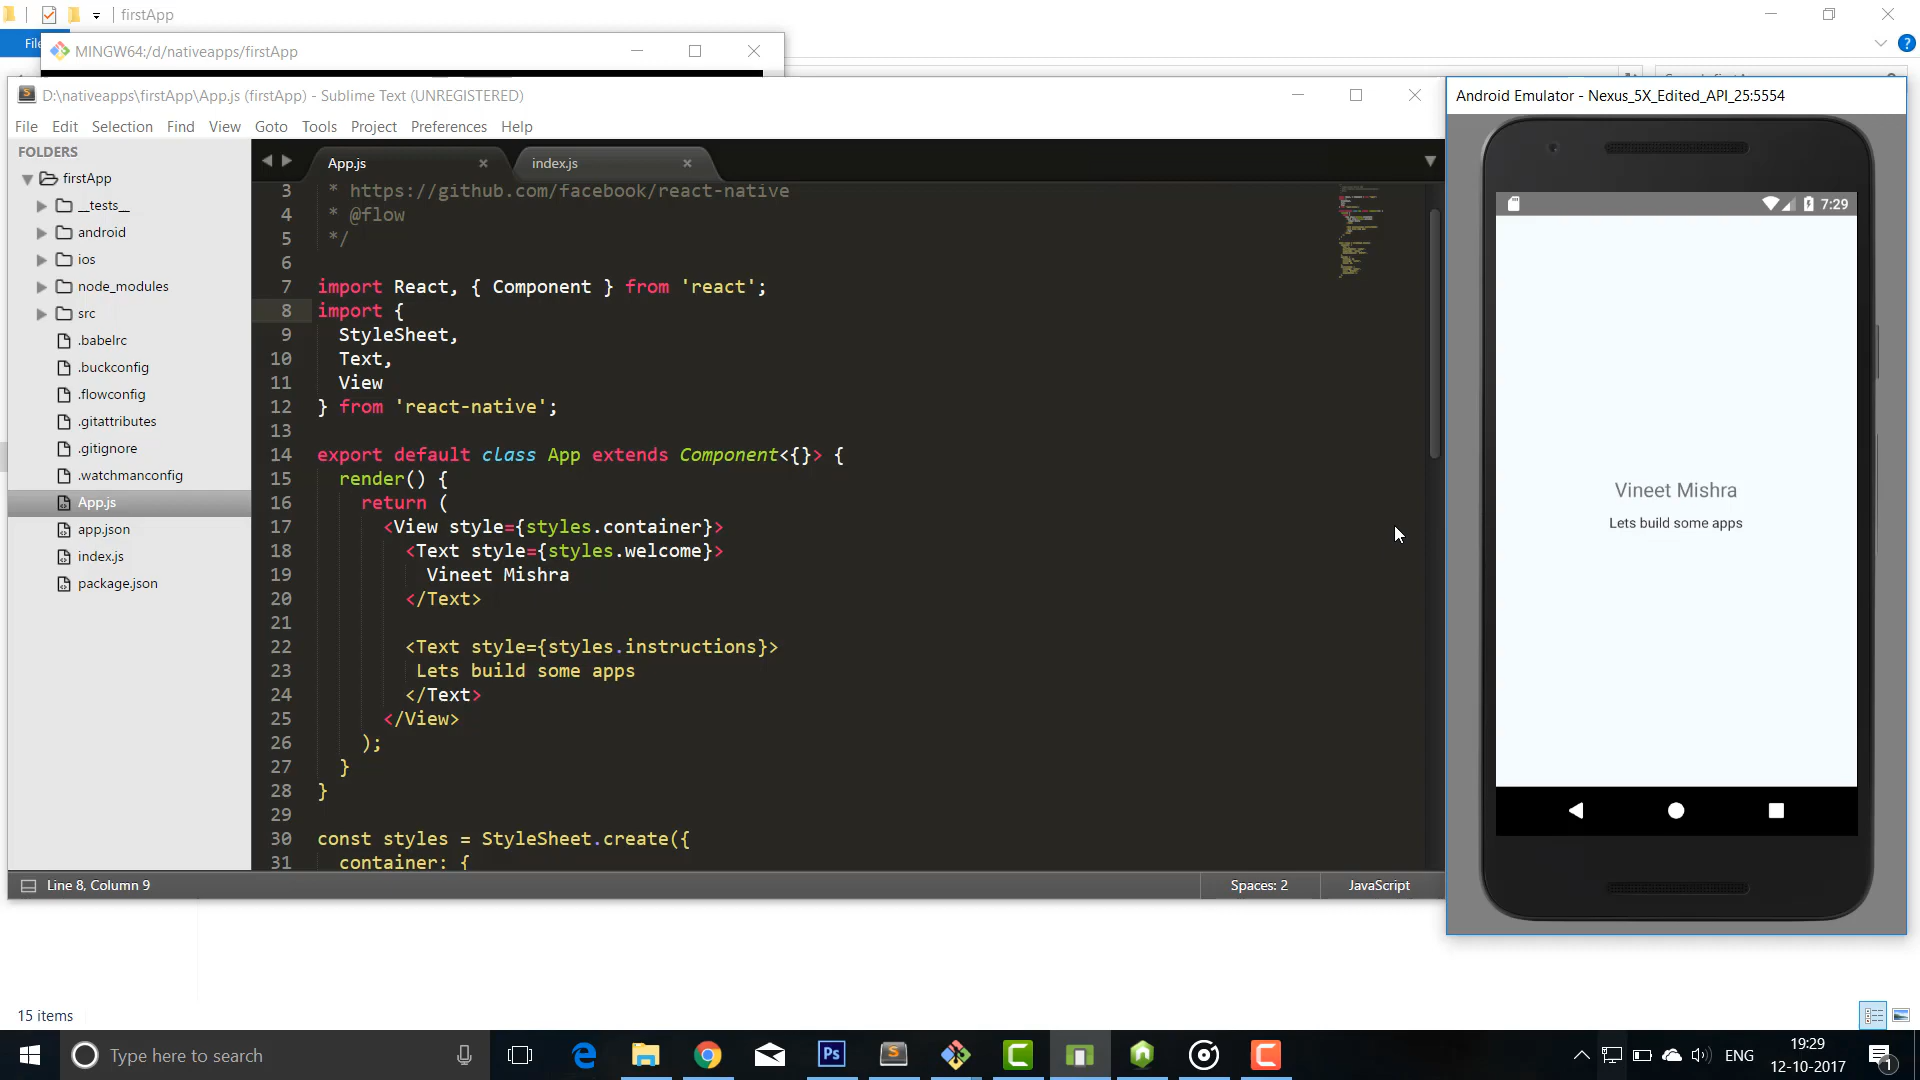 firstApp
File
MINGW64:/d/nativeapps/firstApp
D:\nativeapps\firstApp\App.js (firstApp) - Sublime Text (UNREGISTERED)
File Edit Selection Find View Goto Tools Project Preferences Help
FOLDERS
firstApp
__tests__
android
ios
node_modules
src
.babelrc
.buckconfig
.flowconfig
.gitattributes
.gitignore
.watchmanconfig
App.js
app.json
index.js
package.json
App.js
index.js
3 * https://github.com/facebook/react-native
4 * @flow
5 */
6
7 import React, { Component } from 'react';
8 import {
9 StyleSheet,
10 Text,
11 View
12 } from 'react-native';
13
14 export default class App extends Component<{}> {
15 render() {
16 return (
17 <View style={styles.container}>
18 <Text style={styles.welcome}>
19 Vineet Mishra
20 </Text>
21
22 <Text style={styles.instructions}>
23 Lets build some apps
24 </Text>
25 </View>
26 );
27 }
28 }
29
30 const styles = StyleSheet.create({
31 container: {
Line 8, Column 9
Spaces: 2
JavaScript
Android Emulator - Nexus_5X_Edited_API_25:5554
7:29
Vineet Mishra
Lets build some apps
15 items
Type here to search
Ps
ENG
19:29
12-10-2017
1